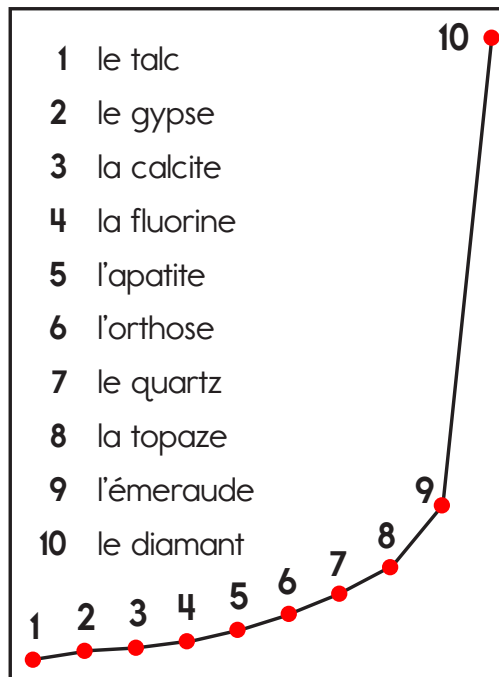 1 le talc
2 le gypse
3 la calcite
4 la fluorine
5 l'apatite
6 l'orthose
7 le quartz
8 la topaze
9 l'émeraude
10 le diamant
1
2
3
4
5
6
7
8
9
10